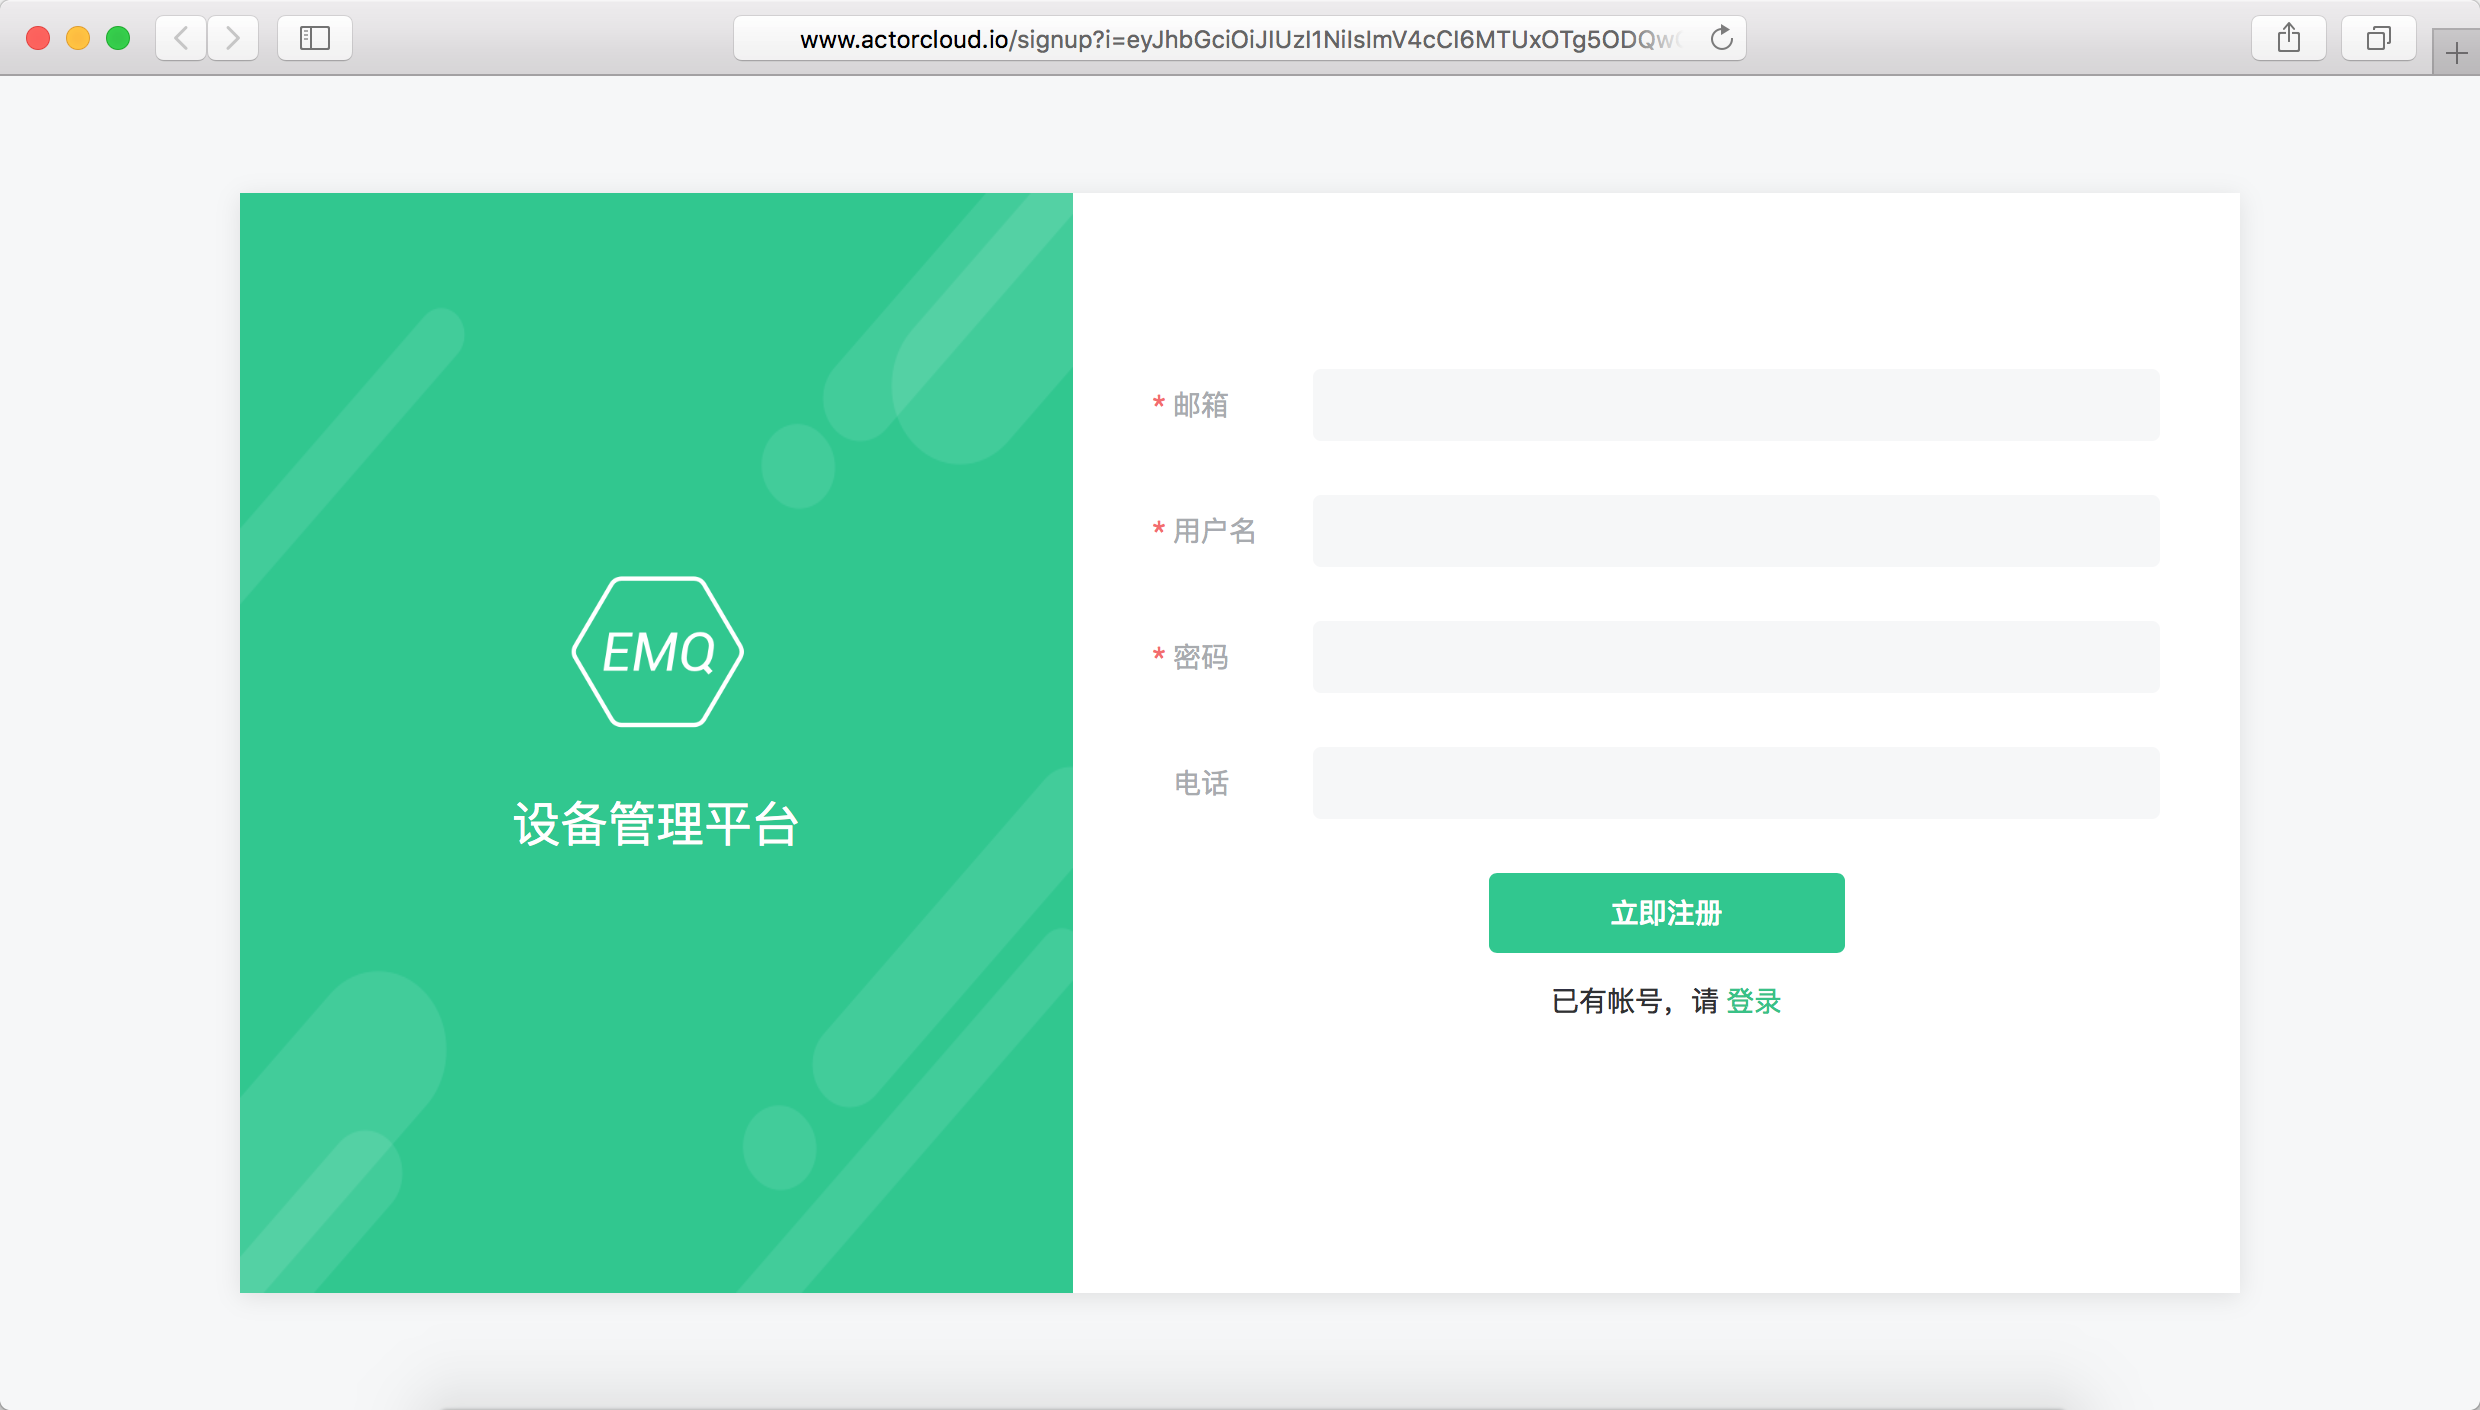 www.actorcloud.io/signup?i=eyJhbGciOiJIUzI1NiIsImV4cCI6MTUxOTg5ODQw
EMQ
设备管理平台
* 邮箱
* 用户名
* 密码
电话
立即注册
已有帐号，请 登录